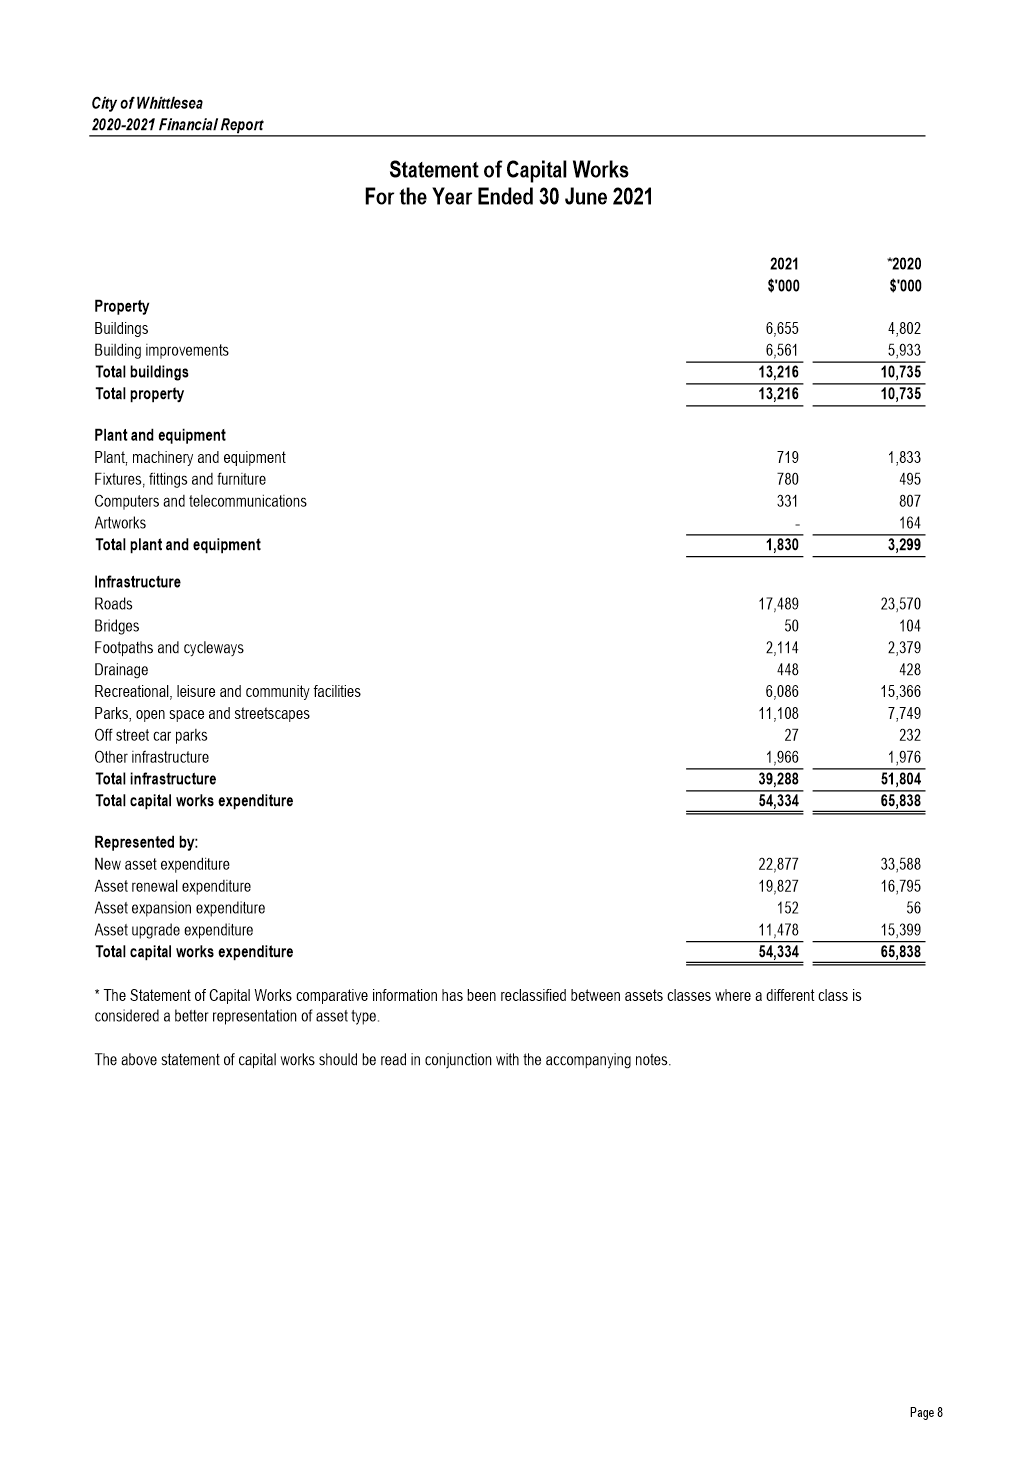 City of Whittlesea
2020-2021 Financial Report
Statement of Capital Works
For the Year Ended 30 June 2021
2021 *2020
$'000 $'000
Property
Buildings 6,655 4,802
Building improvements 6,561 5,933
Total buildings 13,216 10,735
Total property 13,216 10,735
Plant and equipment
Plant, machinery and equipment 719 1,833
Fixtures, fittings and furniture 780 495
Computers and telecommunications 331 807
Artworks - 164
Total plant and equipment 1,830 3,299
Infrastructure
Roads 17,489 23,570
Bridges 50 104
Footpaths and cycleways 2,114 2,379
Drainage 448 428
Recreational, leisure and community facilities 6,086 15,366
Parks, open space and streetscapes 11,108 7,749
Off street car parks 27 232
Other infrastructure 1,966 1,976
Total infrastructure 39,288 51,804
Total capital works expenditure 54,334 65,838
Represented by:
New asset expenditure 22,877 33,588
Asset renewal expenditure 19,827 16,795
Asset expansion expenditure 152 56
Asset upgrade expenditure 11,478 15,399
Total capital works expenditure 54,334 65,838
* The Statement of Capital Works comparative information has been reclassified between assets classes where a different class is
considered a better representation of asset type.
The above statement of capital works should be read in conjunction with the accompanying notes.
Page 8